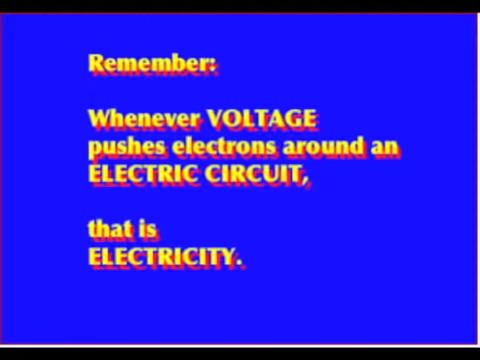 Remember:
Whenever VOLTAGE
pushes electrons around an
ELECTRIC CIRCUIT,
that is
ELECTRICITY.